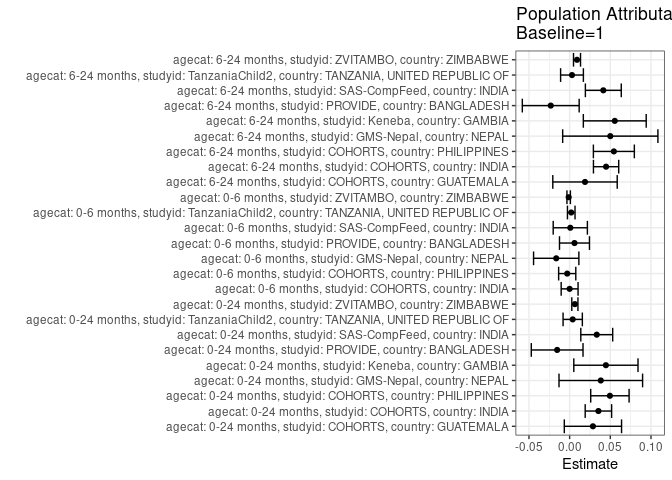 Population Attributa
Baseline=1
agecat: 6-24 months, studyid: ZVITAMBO, country: ZIMBABWE
agecat: 6-24 months, studyid: TanzaniaChild2, country: TANZANIA, UNITED REPUBLIC OF
agecat: 6-24 months, studyid: SAS-CompFeed, country: INDIA
agecat: 6-24 months, studyid: PROVIDE, country: BANGLADESH
agecat: 6-24 months, studyid: Keneba, country: GAMBIA
agecat: 6-24 months, studyid: GMS-Nepal, country: NEPAL
agecat: 6-24 months, studyid: COHORTS, country: PHILIPPINES
agecat: 6-24 months, studyid: COHORTS, country: INDIA
agecat: 6-24 months, studyid: COHORTS, country: GUATEMALA
agecat: 0-6 months, studyid: ZVITAMBO, country: ZIMBABWE
agecat: 0-6 months, studyid: TanzaniaChild2, country: TANZANIA, UNITED REPUBLIC OF
agecat: 0-6 months, studyid: SAS-CompFeed, country: INDIA
agecat: 0-6 months, studyid: PROVIDE, country: BANGLADESH
agecat: 0-6 months, studyid: GMS-Nepal, country: NEPAL
agecat: 0-6 months, studyid: COHORTS, country: PHILIPPINES
agecat: 0-6 months, studyid: COHORTS, country: INDIA
agecat: 0-24 months, studyid: ZVITAMBO, country: ZIMBABWE
agecat: 0-24 months, studyid: TanzaniaChild2, country: TANZANIA, UNITED REPUBLIC OF
agecat: 0-24 months, studyid: SAS-CompFeed, country: INDIA
agecat: 0-24 months, studyid: PROVIDE, country: BANGLADESH
agecat: 0-24 months, studyid: Keneba, country: GAMBIA
agecat: 0-24 months, studyid: GMS-Nepal, country: NEPAL
agecat: 0-24 months, studyid: COHORTS, country: PHILIPPINES
agecat: 0-24 months, studyid: COHORTS, country: INDIA
agecat: 0-24 months, studyid: COHORTS, country: GUATEMALA
-0.05 0.00 0.05 0.10
Estimate